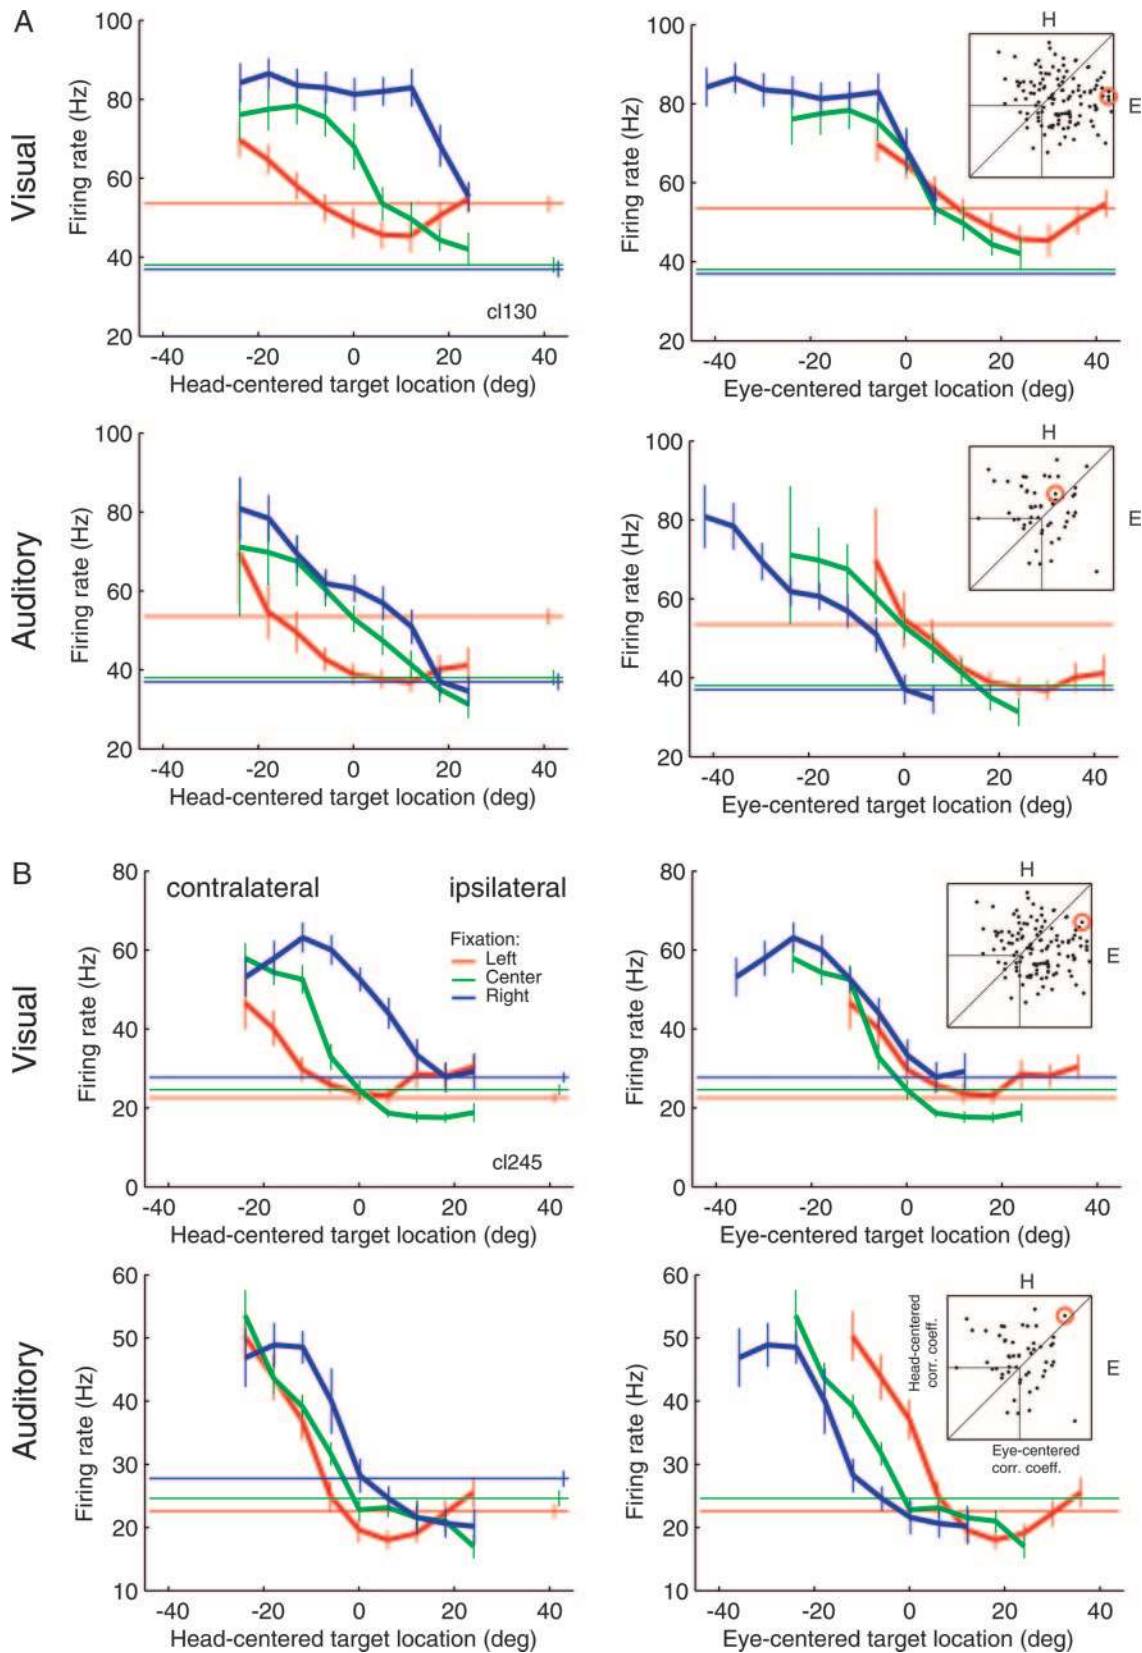 A
Visual
Firing rate (Hz)
100
80
60
40
20
-40 -20 0 20 40
Head-centered target location (deg)
cl130
Firing rate (Hz)
100
80
60
40
20
-40 -20 0 20 40
Eye-centered target location (deg)
H
E
Auditory
Firing rate (Hz)
100
80
60
40
20
-40 -20 0 20 40
Head-centered target location (deg)
Firing rate (Hz)
100
80
60
40
20
-40 -20 0 20 40
Eye-centered target location (deg)
H
E
B
Visual
Firing rate (Hz)
80
60
40
20
0
-40 -20 0 20 40
Head-centered target location (deg)
contralateral ipsilateral
Fixation:
Left
Center
Right
cl245
Firing rate (Hz)
80
60
40
20
0
-40 -20 0 20 40
Eye-centered target location (deg)
H
E
Auditory
Firing rate (Hz)
60
50
40
30
20
10
-40 -20 0 20 40
Head-centered target location (deg)
Firing rate (Hz)
60
50
40
30
20
10
-40 -20 0 20 40
Eye-centered target location (deg)
H
E
Head-centered
corr. coeff.
Eye-centered
corr. coeff.